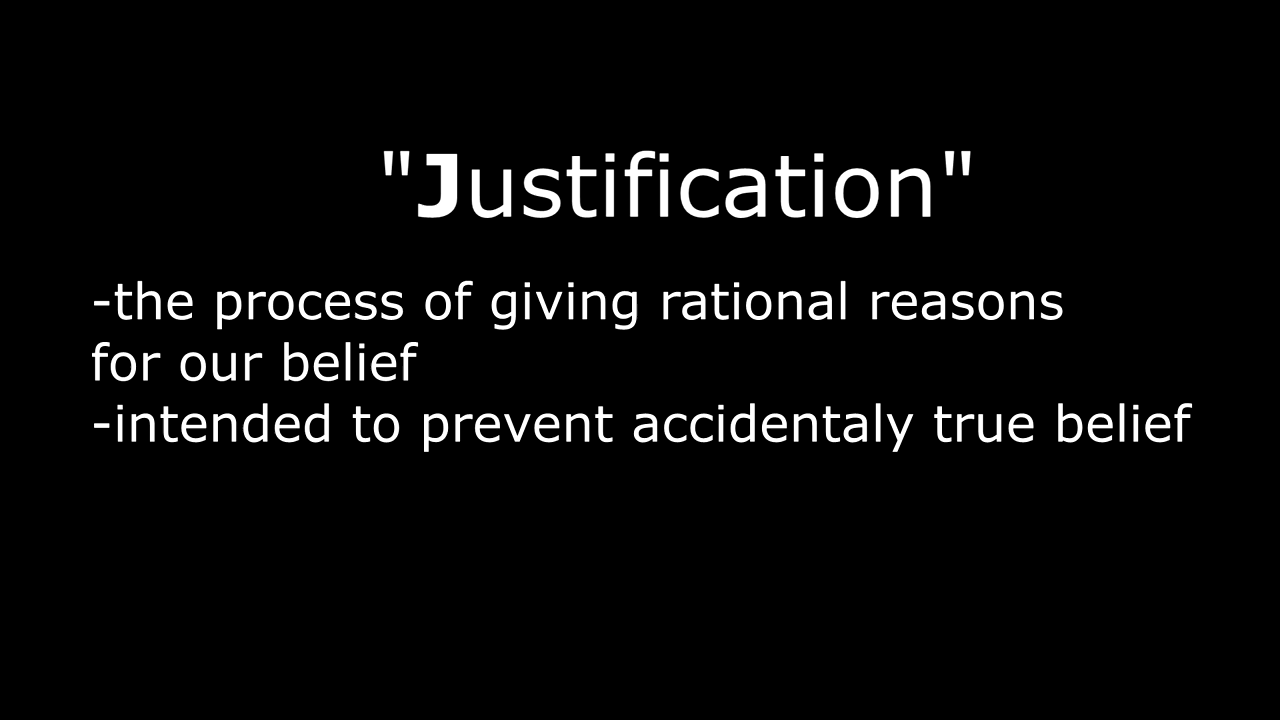 "Justification"
-the process of giving rational reasons
for our belief
-intended to prevent accidentaly true belief